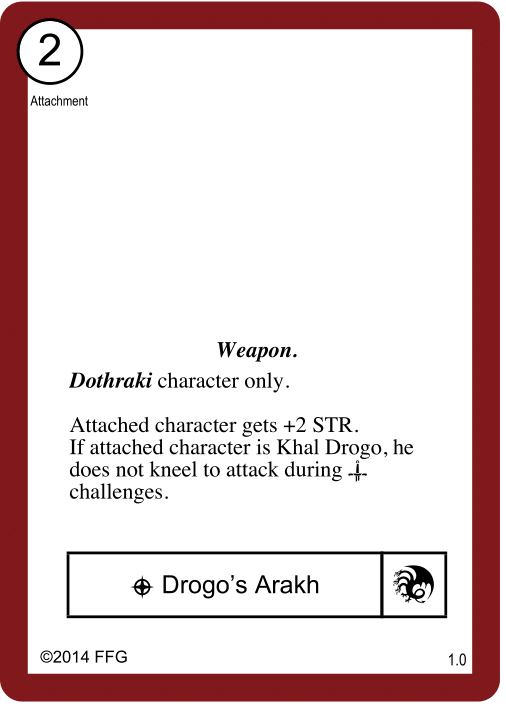 2
Attachment
Weapon.
Dothraki character only.
Attached character gets +2 STR.
If attached character is Khal Drogo, he
does not kneel to attack during
challenges.
Drogo’s Arakh
©2014 FFG
1.0